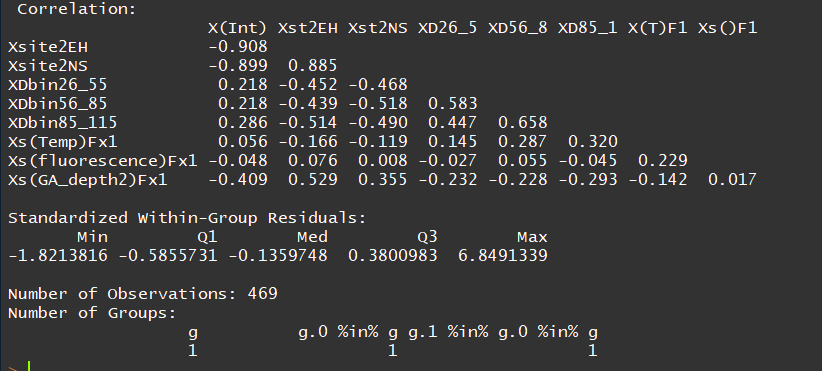 Correlation:
X(Int) Xst2EH Xst2NS XD26_5 XD56_8 XD85_1 X(T)F1 Xs()F1
Xsite2EH -0.908
Xsite2NS -0.899 0.885
XDbin26_55 0.218 -0.452 -0.468
XDbin56_85 0.218 -0.439 -0.518 0.583
XDbin85_115 0.286 -0.514 -0.490 0.447 0.658
Xs(Temp)Fx1 0.056 -0.166 -0.119 0.145 0.287 0.320
Xs(fluorescence)Fx1 -0.048 0.076 0.008 -0.027 0.055 -0.045 0.229
Xs(GA_depth2)Fx1 -0.409 0.529 0.355 -0.232 -0.228 -0.293 -0.142 0.017
Standardized Within-Group Residuals:
Min Q1 Med Q3 Max
-1.8213816 -0.5855731 -0.1359748 0.3800983 6.8491339
Number of Observations: 469
Number of Groups:
g g.0 %in% g g.1 %in% g.0 %in% g
1 1 1
>